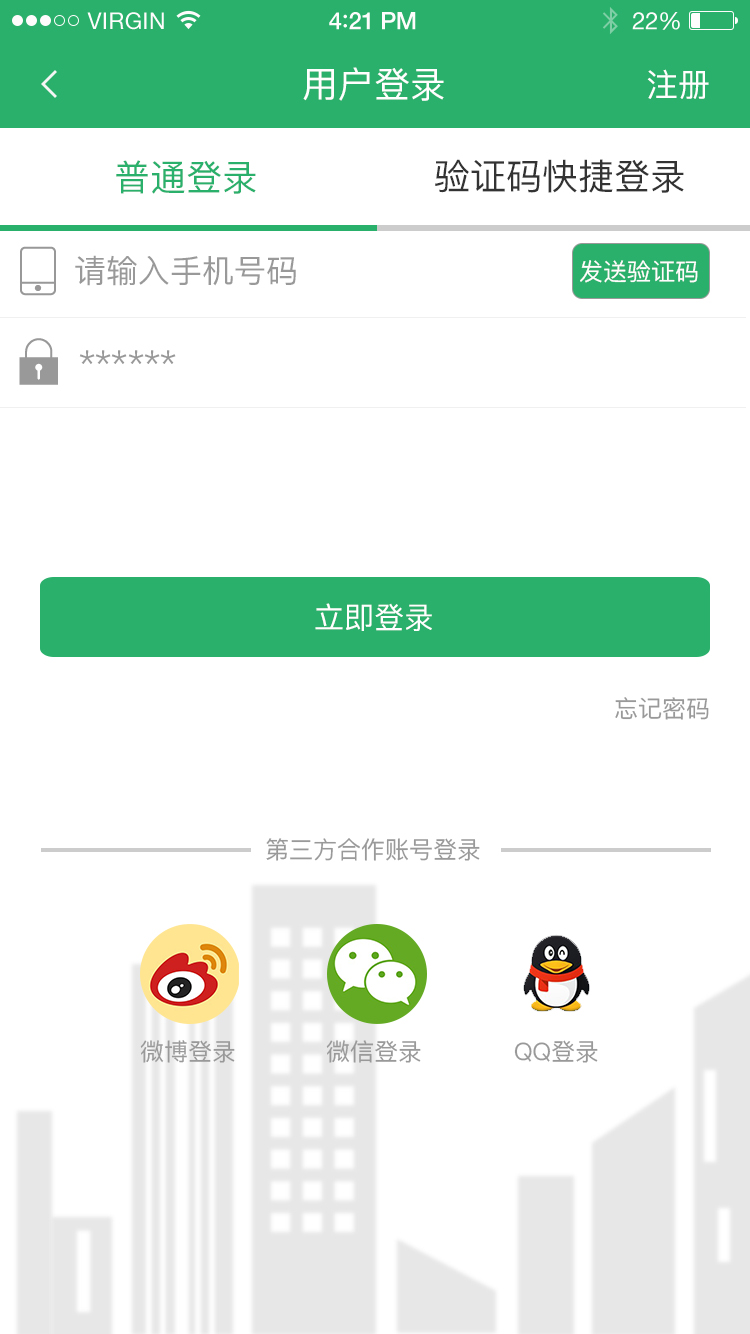 VIRGIN 4:21 PM 22%
用户登录 注册
普通登录 验证码快捷登录
请输入手机号码 发送验证码
******
立即登录
忘记密码
第三方合作账号登录
微博登录 微信登录 QQ登录